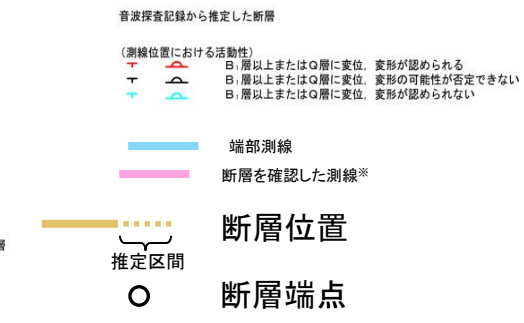 音波探査記録から推定した断層
(測線位置における活動性)
B₁層以上またはQ層に変位，変形が認められる
B₁層以上またはQ層に変位，変形の可能性が否定できない
B₁層以上またはQ層に変位，変形が認められない
端部測線
断層を確認した測線※
断層位置
層
推定区間
断層端点